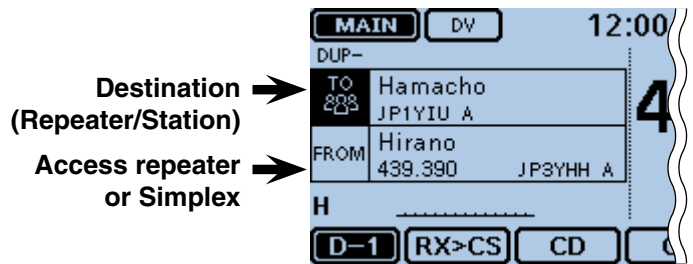 MAIN DV 12:00
DUP–
Destination
(Repeater/Station)
TO
Hamacho
JP1YIU A
4
Access repeater
or Simplex
FROM
Hirano
439.390 JP3YHH A
H
D-1 RX>CS CD